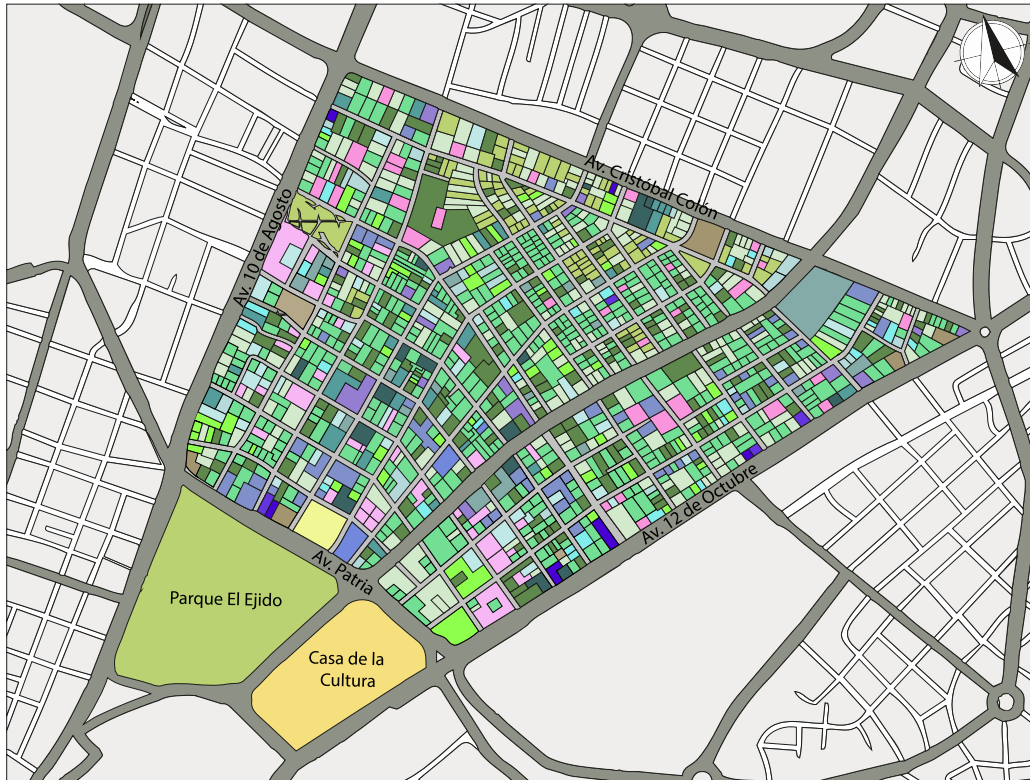 Av. Cristóbal Colón
Av. 10 de Agosto
Av. 12 de Octubre
Av. Patria
Parque El Ejido
Casa de la
Cultura